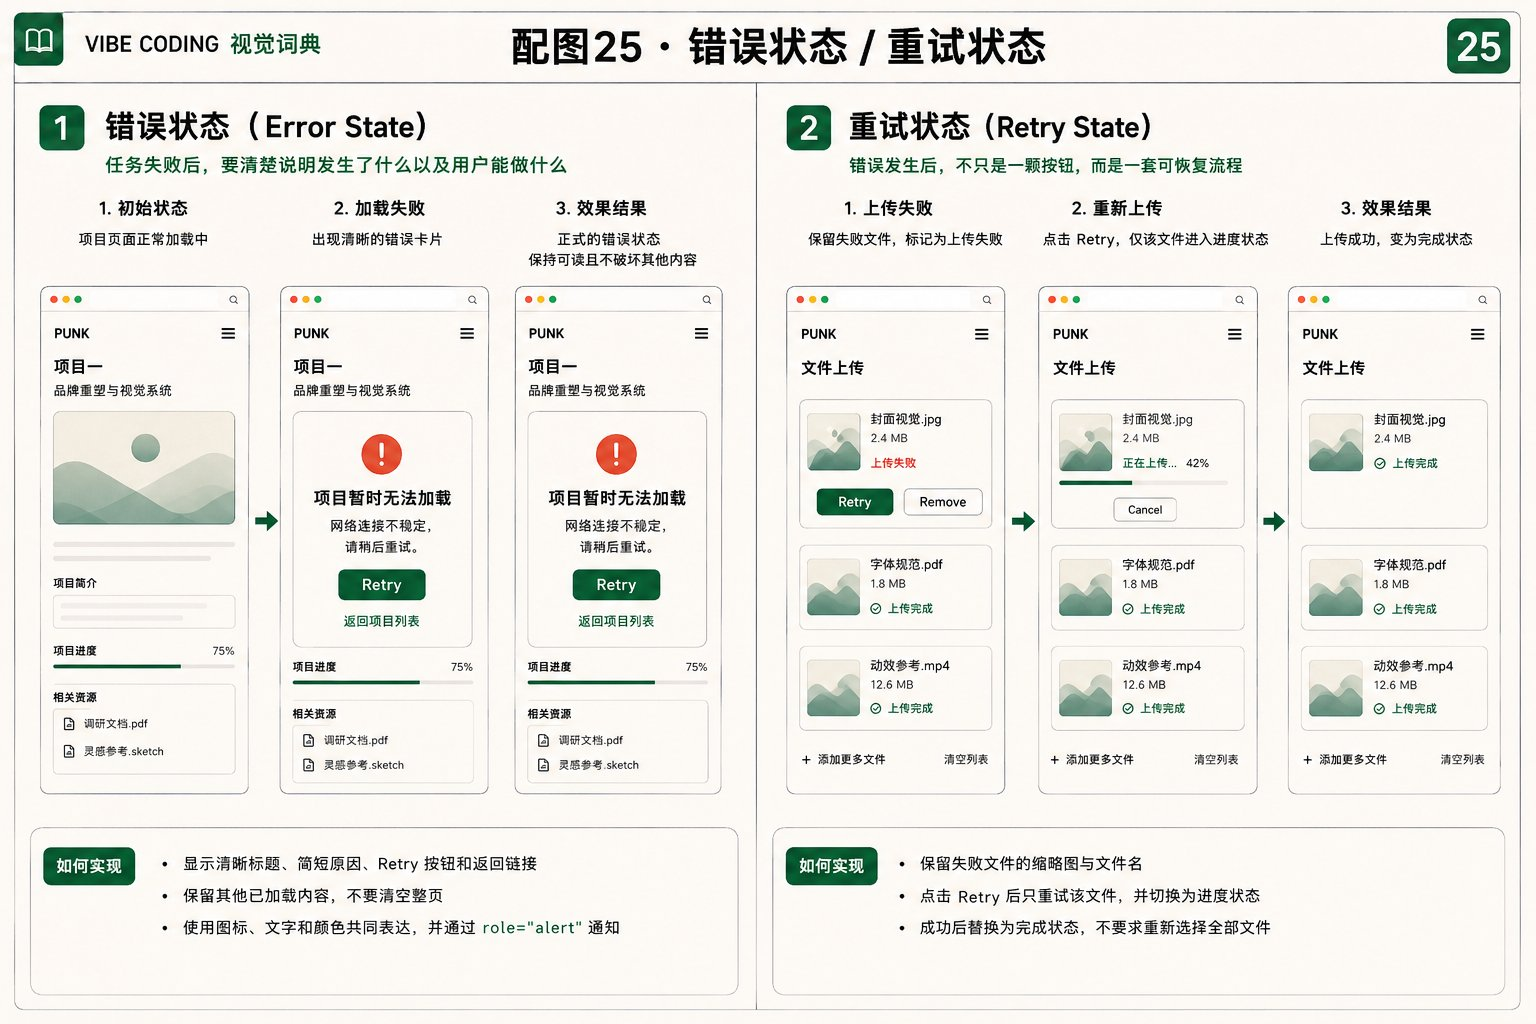 VIBE CODING 视觉词典
配图25 · 错误状态 / 重试状态
25
1
错误状态（Error State）
任务失败后，要清楚说明发生了什么以及用户能做什么
1. 初始状态
项目页面正常加载中
2. 加载失败
出现清晰的错误卡片
3. 效果结果
正式的错误状态
保持可读且不破坏其他内容
PUNK
项目一
品牌重塑与视觉系统
项目简介
项目进度 75%
相关资源
调研文档.pdf
灵感参考.sketch
PUNK
项目一
品牌重塑与视觉系统
!
项目暂时无法加载
网络连接不稳定，
请稍后重试。
Retry
返回项目列表
项目进度 75%
相关资源
调研文档.pdf
灵感参考.sketch
PUNK
项目一
品牌重塑与视觉系统
!
项目暂时无法加载
网络连接不稳定，
请稍后重试。
Retry
返回项目列表
项目进度 75%
相关资源
调研文档.pdf
灵感参考.sketch
如何实现
• 显示清晰标题、简短原因、Retry 按钮和返回链接
• 保留其他已加载内容，不要清空整页
• 使用图标、文字和颜色共同表达，并通过 role="alert" 通知
2
重试状态（Retry State）
错误发生后，不只是一颗按钮，而是一套可恢复流程
1. 上传失败
保留失败文件，标记为上传失败
2. 重新上传
点击 Retry，仅该文件进入进度状态
3. 效果结果
上传成功，变为完成状态
PUNK
文件上传
封面视觉.jpg
2.4 MB
上传失败
Retry Remove
字体规范.pdf
1.8 MB
上传完成
动效参考.mp4
12.6 MB
上传完成
+ 添加更多文件 清空列表
PUNK
文件上传
封面视觉.jpg
2.4 MB
正在上传... 42%
Cancel
字体规范.pdf
1.8 MB
上传完成
动效参考.mp4
12.6 MB
上传完成
+ 添加更多文件 清空列表
PUNK
文件上传
封面视觉.jpg
2.4 MB
上传完成
字体规范.pdf
1.8 MB
上传完成
动效参考.mp4
12.6 MB
上传完成
+ 添加更多文件 清空列表
如何实现
• 保留失败文件的缩略图与文件名
• 点击 Retry 后只重试该文件，并切换为进度状态
• 成功后替换为完成状态，不要求重新选择全部文件